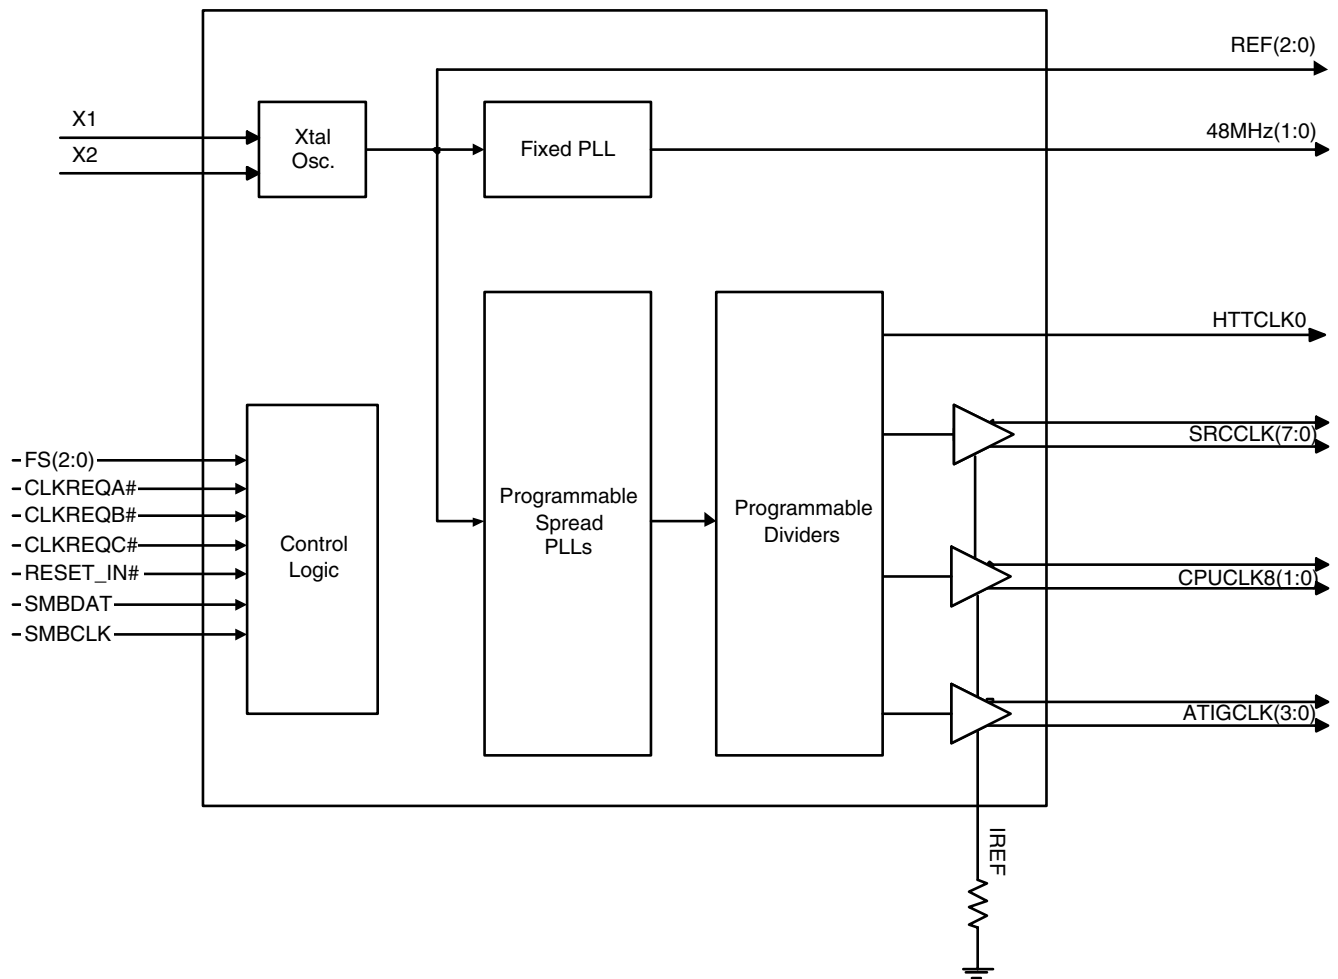 REF(2:0)
X1
X2
Xtal
Osc.
Fixed PLL
48MHz(1:0)
HTTCLK0
SRCCLK(7:0)
FS(2:0)
CLKREQA#
CLKREQB#
CLKREQC#
RESET_IN#
SMBDAT
SMBCLK
Control
Logic
Programmable
Spread
PLLs
Programmable
Dividers
CPUCLK8(1:0)
ATIGCLK(3:0)
IREF